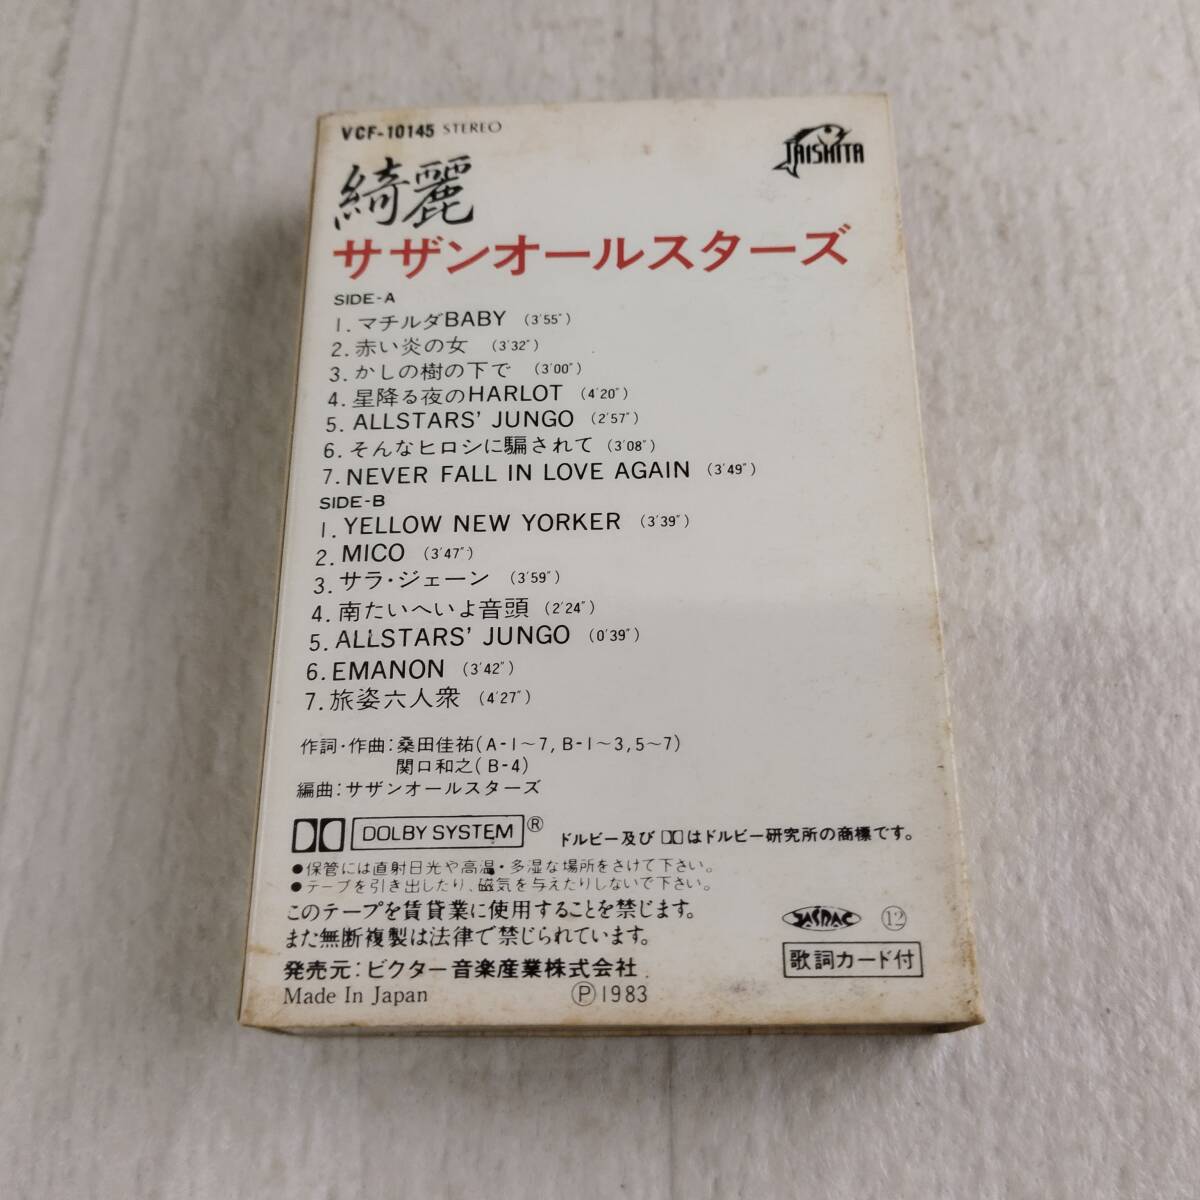 VCF-10145 STEREO
TAISHITA
綺麗
サザンオールスターズ
SIDE-A
1. マチルダBABY (3′55″)
2. 赤い炎の女 (3′32″)
3. かしの樹の下で (3′00″)
4. 星降る夜のHARLOT (4′20″)
5. ALLSTARS’ JUNGO (2′57″)
6. そんなヒロシに騙されて (3′08″)
7. NEVER FALL IN LOVE AGAIN (3′49″)
SIDE-B
1. YELLOW NEW YORKER (3′39″)
2. MICO (3′47″)
3. サラ・ジェーン (3′59″)
4. 南たいへいよ音頭 (2′24″)
5. ALLSTARS’ JUNGO (0′39″)
6. EMANON (3′42″)
7. 旅姿六人衆 (4′27″)
作詞・作曲:桑田佳祐(A-1〜7, B-1〜3, 5〜7)
関口和之(B-4)
編曲:サザンオールスターズ
DOLBY SYSTEM ® ドルビー及び はドルビー研究所の商標です。
●保管には直射日光や高温・多湿な場所をさけて下さい。
●テープを引き出したり、磁気を与えたりしないで下さい。
このテープを賃貸業に使用することを禁じます。
また無断複製は法律で禁じられています。
JASRAC ⑫
発売元:ビクター音楽産業株式会社
歌詞カード付
Made In Japan Ⓟ1983